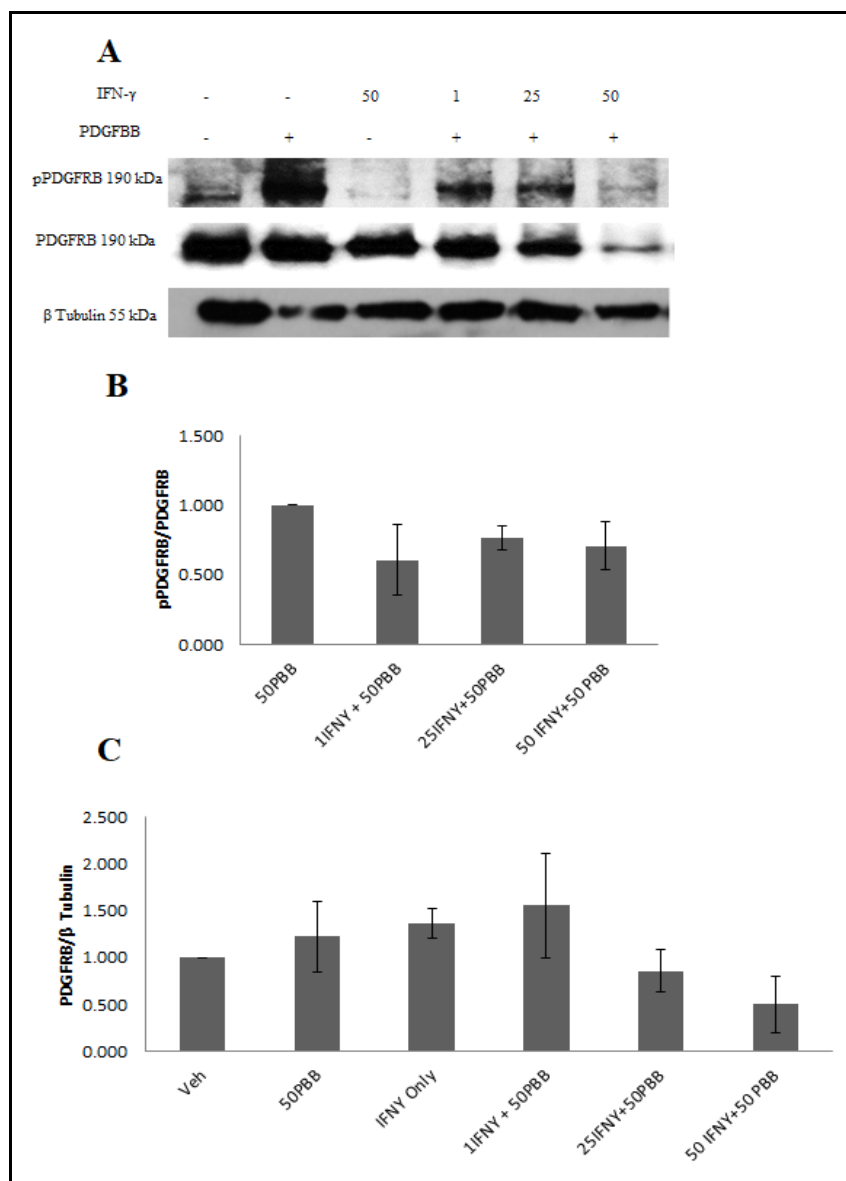 A
IFN-γ - - 50 1 25 50
PDGFBB - + - + + +
pPDGFRB 190 kDa
PDGFRB 190 kDa
β Tubulin 55 kDa
B
1.500
1.000
0.500
0.000
pPDGFRB/PDGFRB
50PBB
1IFNY + 50PBB
25IFNY+50PBB
50 IFNY+50 PBB
C
2.500
2.000
1.500
1.000
0.500
0.000
PDGFRB/β Tubulin
Veh
50PBB
IFNY Only
1IFNY + 50PBB
25IFNY+50PBB
50 IFNY+50 PBB